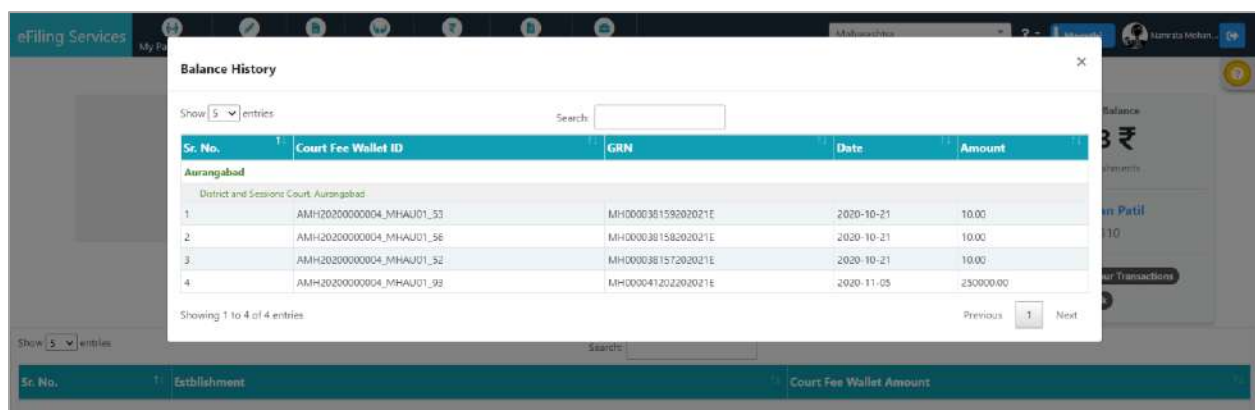 eFiling Services
My Pa
Maharashtra
? -
Namrata Mohan...
Balance History
×
Show 5 entries
Search:
Sr. No. Court Fee Wallet ID GRN Date Amount
Aurangabad
District and Sessions Court, Aurangabad
1 AMH20200000004_MHAU01_53 MH000038159202021E 2020-10-21 10.00
2 AMH20200000004_MHAU01_56 MH000038158202021E 2020-10-21 10.00
3 AMH20200000004_MHAU01_52 MH000038157202021E 2020-10-21 10.00
4 AMH20200000004_MHAU01_93 MH000041202202021E 2020-11-05 250000.00
Showing 1 to 4 of 4 entries
Previous 1 Next
Balance
3 ₹
an Patil
110
ur Transactions
Show 5 entries
Search:
Sr. No. Estblishment Court Fee Wallet Amount